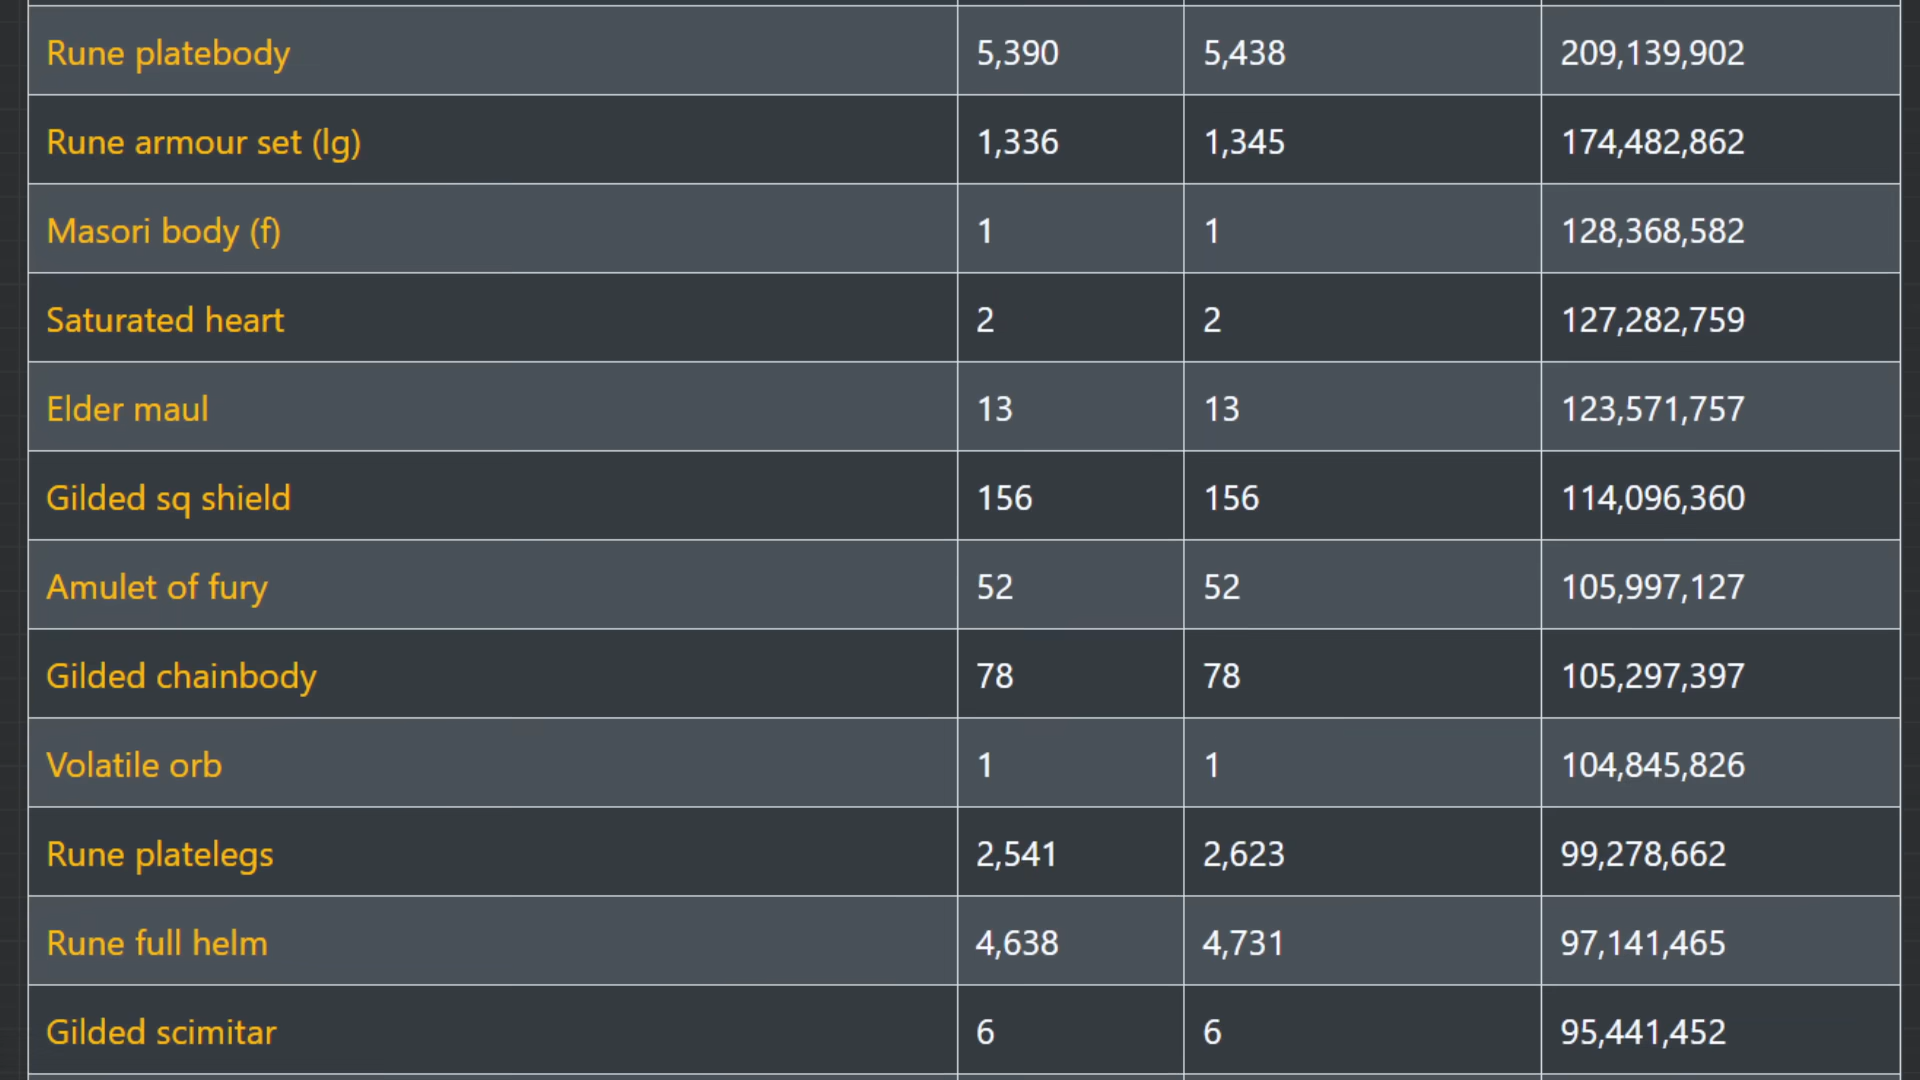 Rune platebody 5,390 5,438 209,139,902
Rune armour set (lg) 1,336 1,345 174,482,862
Masori body (f) 1 1 128,368,582
Saturated heart 2 2 127,282,759
Elder maul 13 13 123,571,757
Gilded sq shield 156 156 114,096,360
Amulet of fury 52 52 105,997,127
Gilded chainbody 78 78 105,297,397
Volatile orb 1 1 104,845,826
Rune platelegs 2,541 2,623 99,278,662
Rune full helm 4,638 4,731 97,141,465
Gilded scimitar 6 6 95,441,452